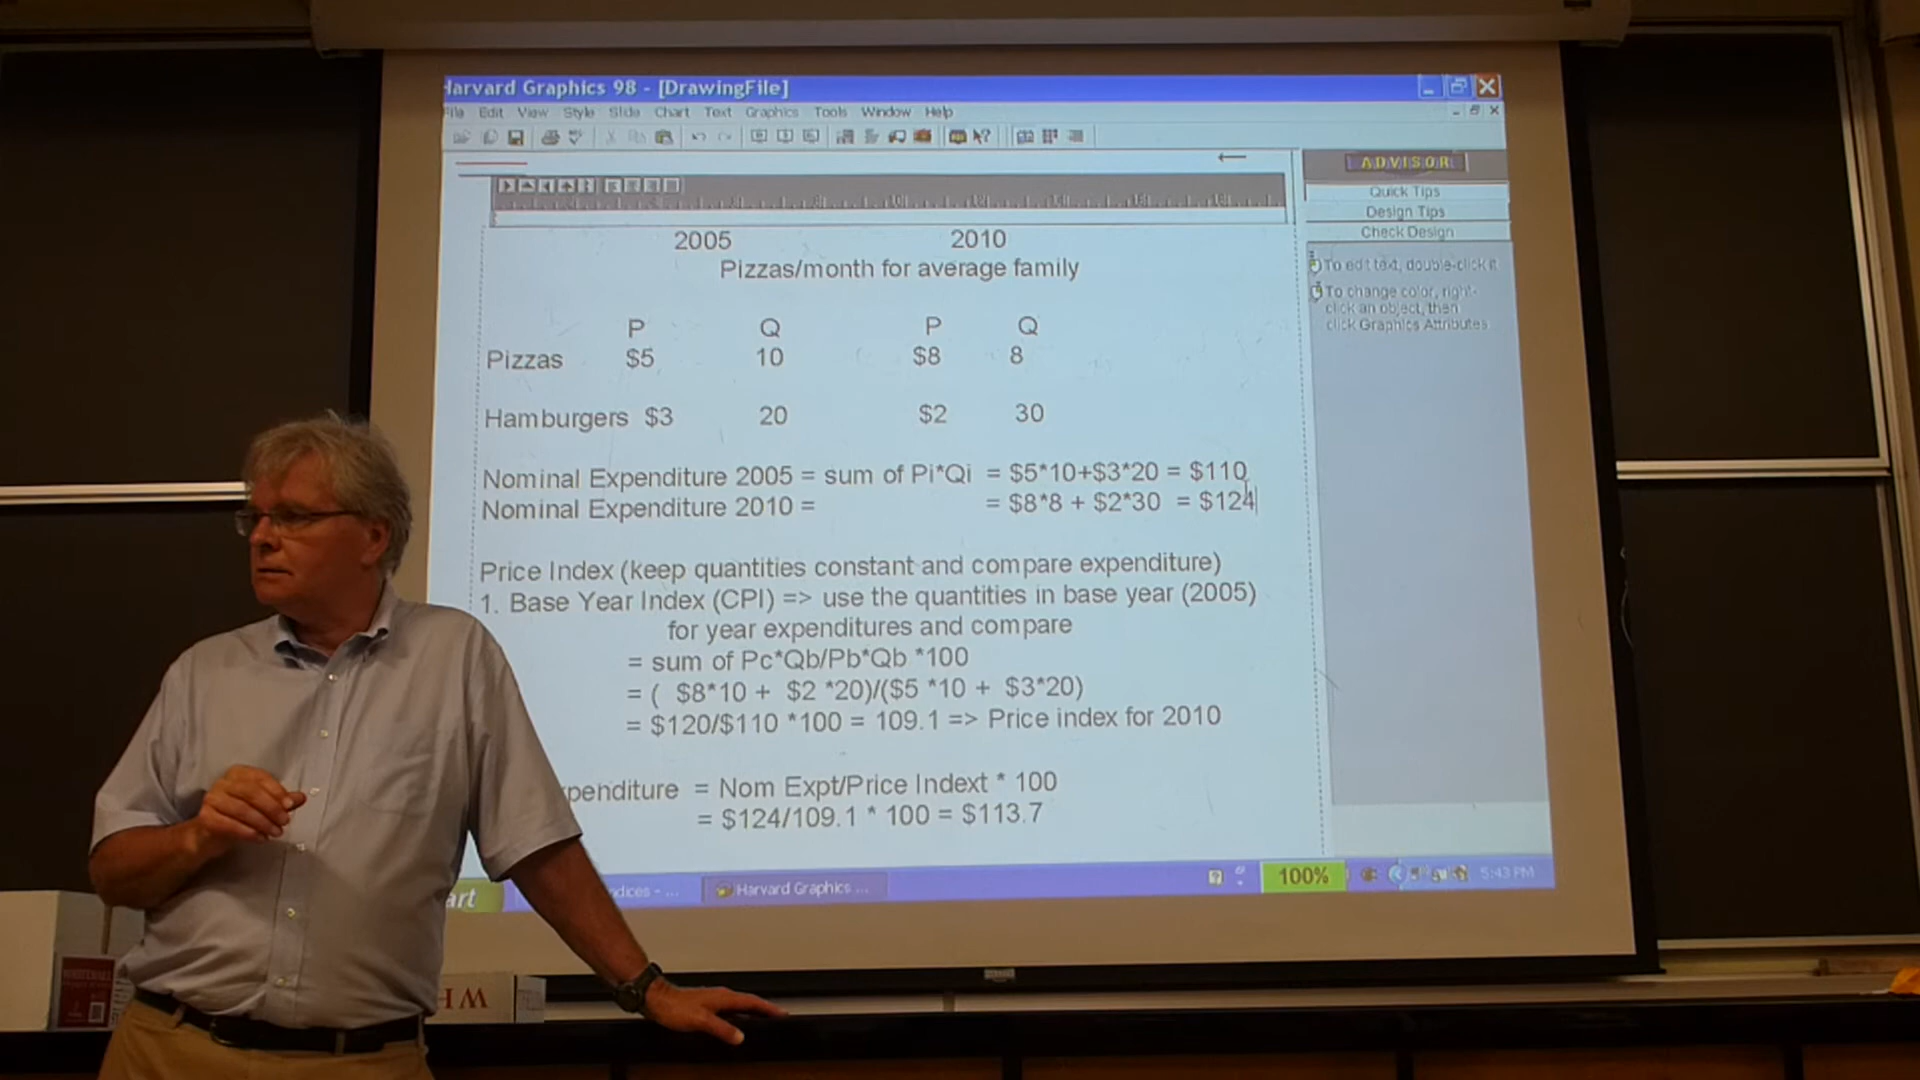 Harvard Graphics 98 - [DrawingFile]
File Edit View Style Slide Chart Text Graphics Tools Window Help
ADVISOR
Quick Tips
Design Tips
Check Design
To edit text, double-click it
To change color, right-
click an object, then
click Graphics Attributes
2005 2010
Pizzas/month for average family
P Q P Q
Pizzas $5 10 $8 8
Hamburgers $3 20 $2 30
Nominal Expenditure 2005 = sum of Pi*Qi = $5*10+$3*20 = $110
Nominal Expenditure 2010 = = $8*8 + $2*30 = $124
Price Index (keep quantities constant and compare expenditure)
1. Base Year Index (CPI) => use the quantities in base year (2005)
for year expenditures and compare
= sum of Pc*Qb/Pb*Qb *100
= ( $8*10 + $2 *20)/($5 *10 + $3*20)
= $120/$110 *100 = 109.1 => Price index for 2010
penditure = Nom Expt/Price Indext * 100
= $124/109.1 * 100 = $113.7
art
ndices - ...
Harvard Graphics ...
100%
5:43 PM
WH